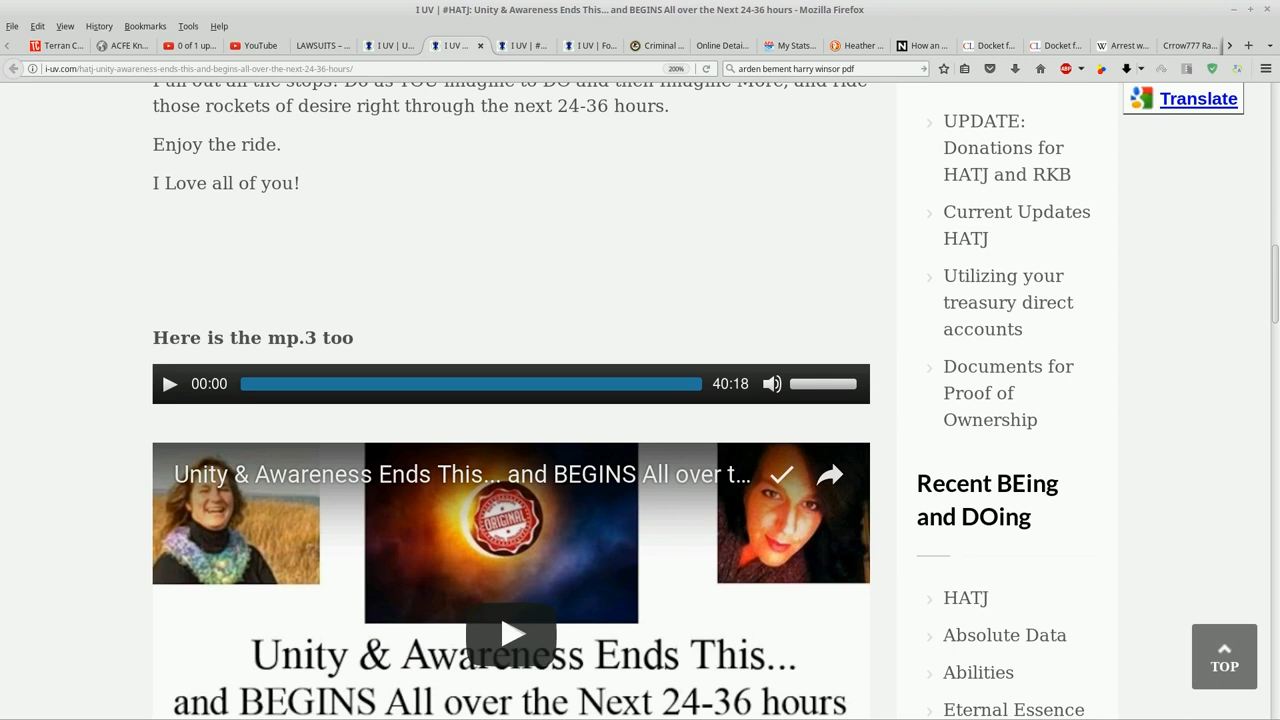 I UV | #HATJ: Unity & Awareness Ends This... and BEGINS All over the Next 24-36 hours - Mozilla Firefox
File Edit View History Bookmarks Tools Help
Terran C... ACFE Kn... 0 of 1 up... YouTube LAWSUITS – ... I UV | U... I UV ... I UV | #... I UV | Fo... Criminal ... Online Detai... My Stats... Heather ... How an ... Docket f... Docket f... Arrest w... Crrow777 Ra...
i-uv.com/hatj-unity-awareness-ends-this-and-begins-all-over-the-next-24-36-hours/ 200% arden bement harry winsor pdf
those rockets of desire right through the next 24-36 hours.
Enjoy the ride.
I Love all of you!
Here is the mp.3 too
00:00 40:18
Unity & Awareness Ends This... and BEGINS All over t...
ORIGINAL
Unity & Awareness Ends This...
and BEGINS All over the Next 24-36 hours
Translate
UPDATE:
Donations for
HATJ and RKB
Current Updates
HATJ
Utilizing your
treasury direct
accounts
Documents for
Proof of
Ownership
Recent BEing
and DOing
HATJ
Absolute Data
Abilities
Eternal Essence
TOP